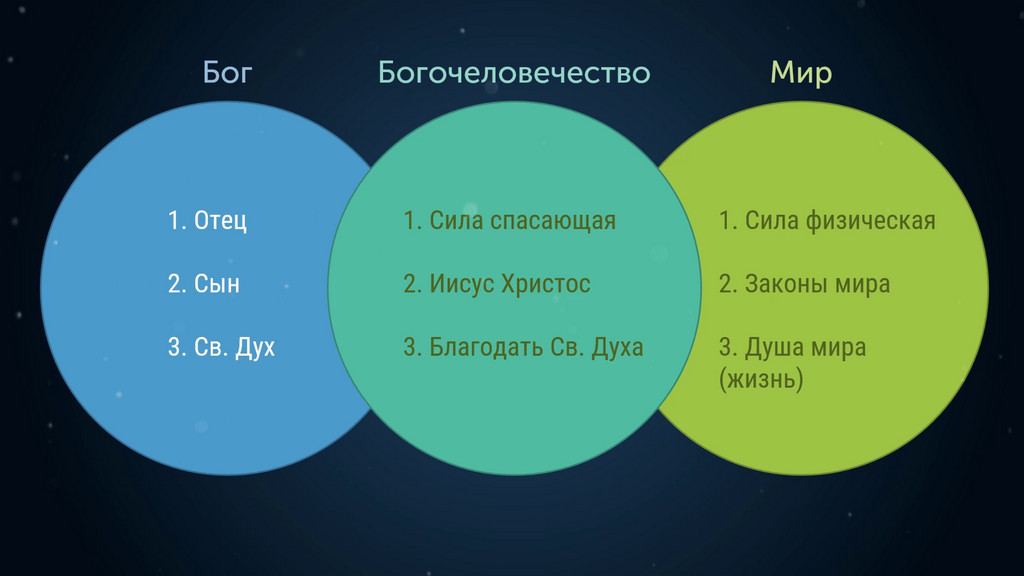 Бог
Богочеловечество
Мир
1. Отец
2. Сын
3. Св. Дух
1. Сила спасающая
2. Иисус Христос
3. Благодать Св. Духа
1. Сила физическая
2. Законы мира
3. Душа мира
(жизнь)